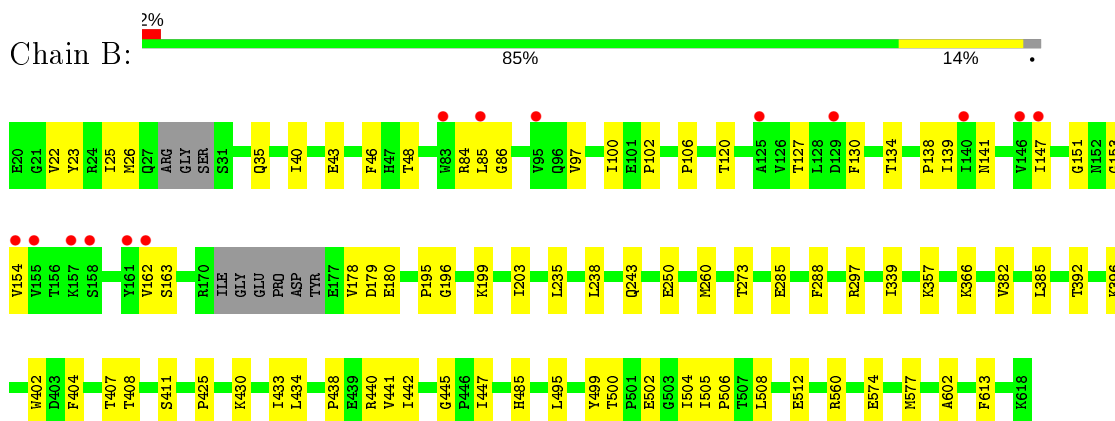 2%
Chain B:
85% 14% •
E20 G21 V22 Y23 R24 I25 M26 Q27 ARG GLY SER S31 Q35 I40 E43 F46 H47 T48 W83 R84 L85 G86 V95 Q96 V97 I100 E101 P102 P106 T120 A125 V126 T127 L128 D129 F130 T134 P138 I139 I140 N141 V146 I147 G151 N152 G153
V154 V155 T156 K157 S158 Y161 V162 S163 R170 ILE GLY GLU PRO ASP TYR E177 V178 D179 E180 P195 G196 K199 I203 L235 L238 Q243 E250 M260 T273 E285 F288 R297 I339 K357 K366 V382 L385 T392 K396
W402 D403 F404 T407 T408 S411 P425 K430 I433 L434 P438 E439 R440 V441 I442 G445 P446 I447 H485 L495 Y499 T500 P501 E502 G503 I504 I505 P506 T507 L508 E512 R560 E574 M577 A602 F613 K618